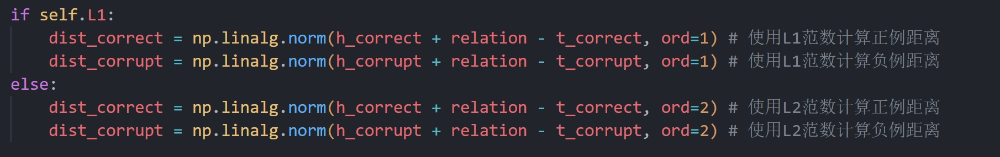 if self.L1:
    dist_correct = np.linalg.norm(h_correct + relation - t_correct, ord=1) # 使用L1范数计算正例距离
    dist_corrupt = np.linalg.norm(h_corrupt + relation - t_corrupt, ord=1) # 使用L1范数计算负例距离
else:
    dist_correct = np.linalg.norm(h_correct + relation - t_correct, ord=2) # 使用L2范数计算正例距离
    dist_corrupt = np.linalg.norm(h_corrupt + relation - t_corrupt, ord=2) # 使用L2范数计算负例距离